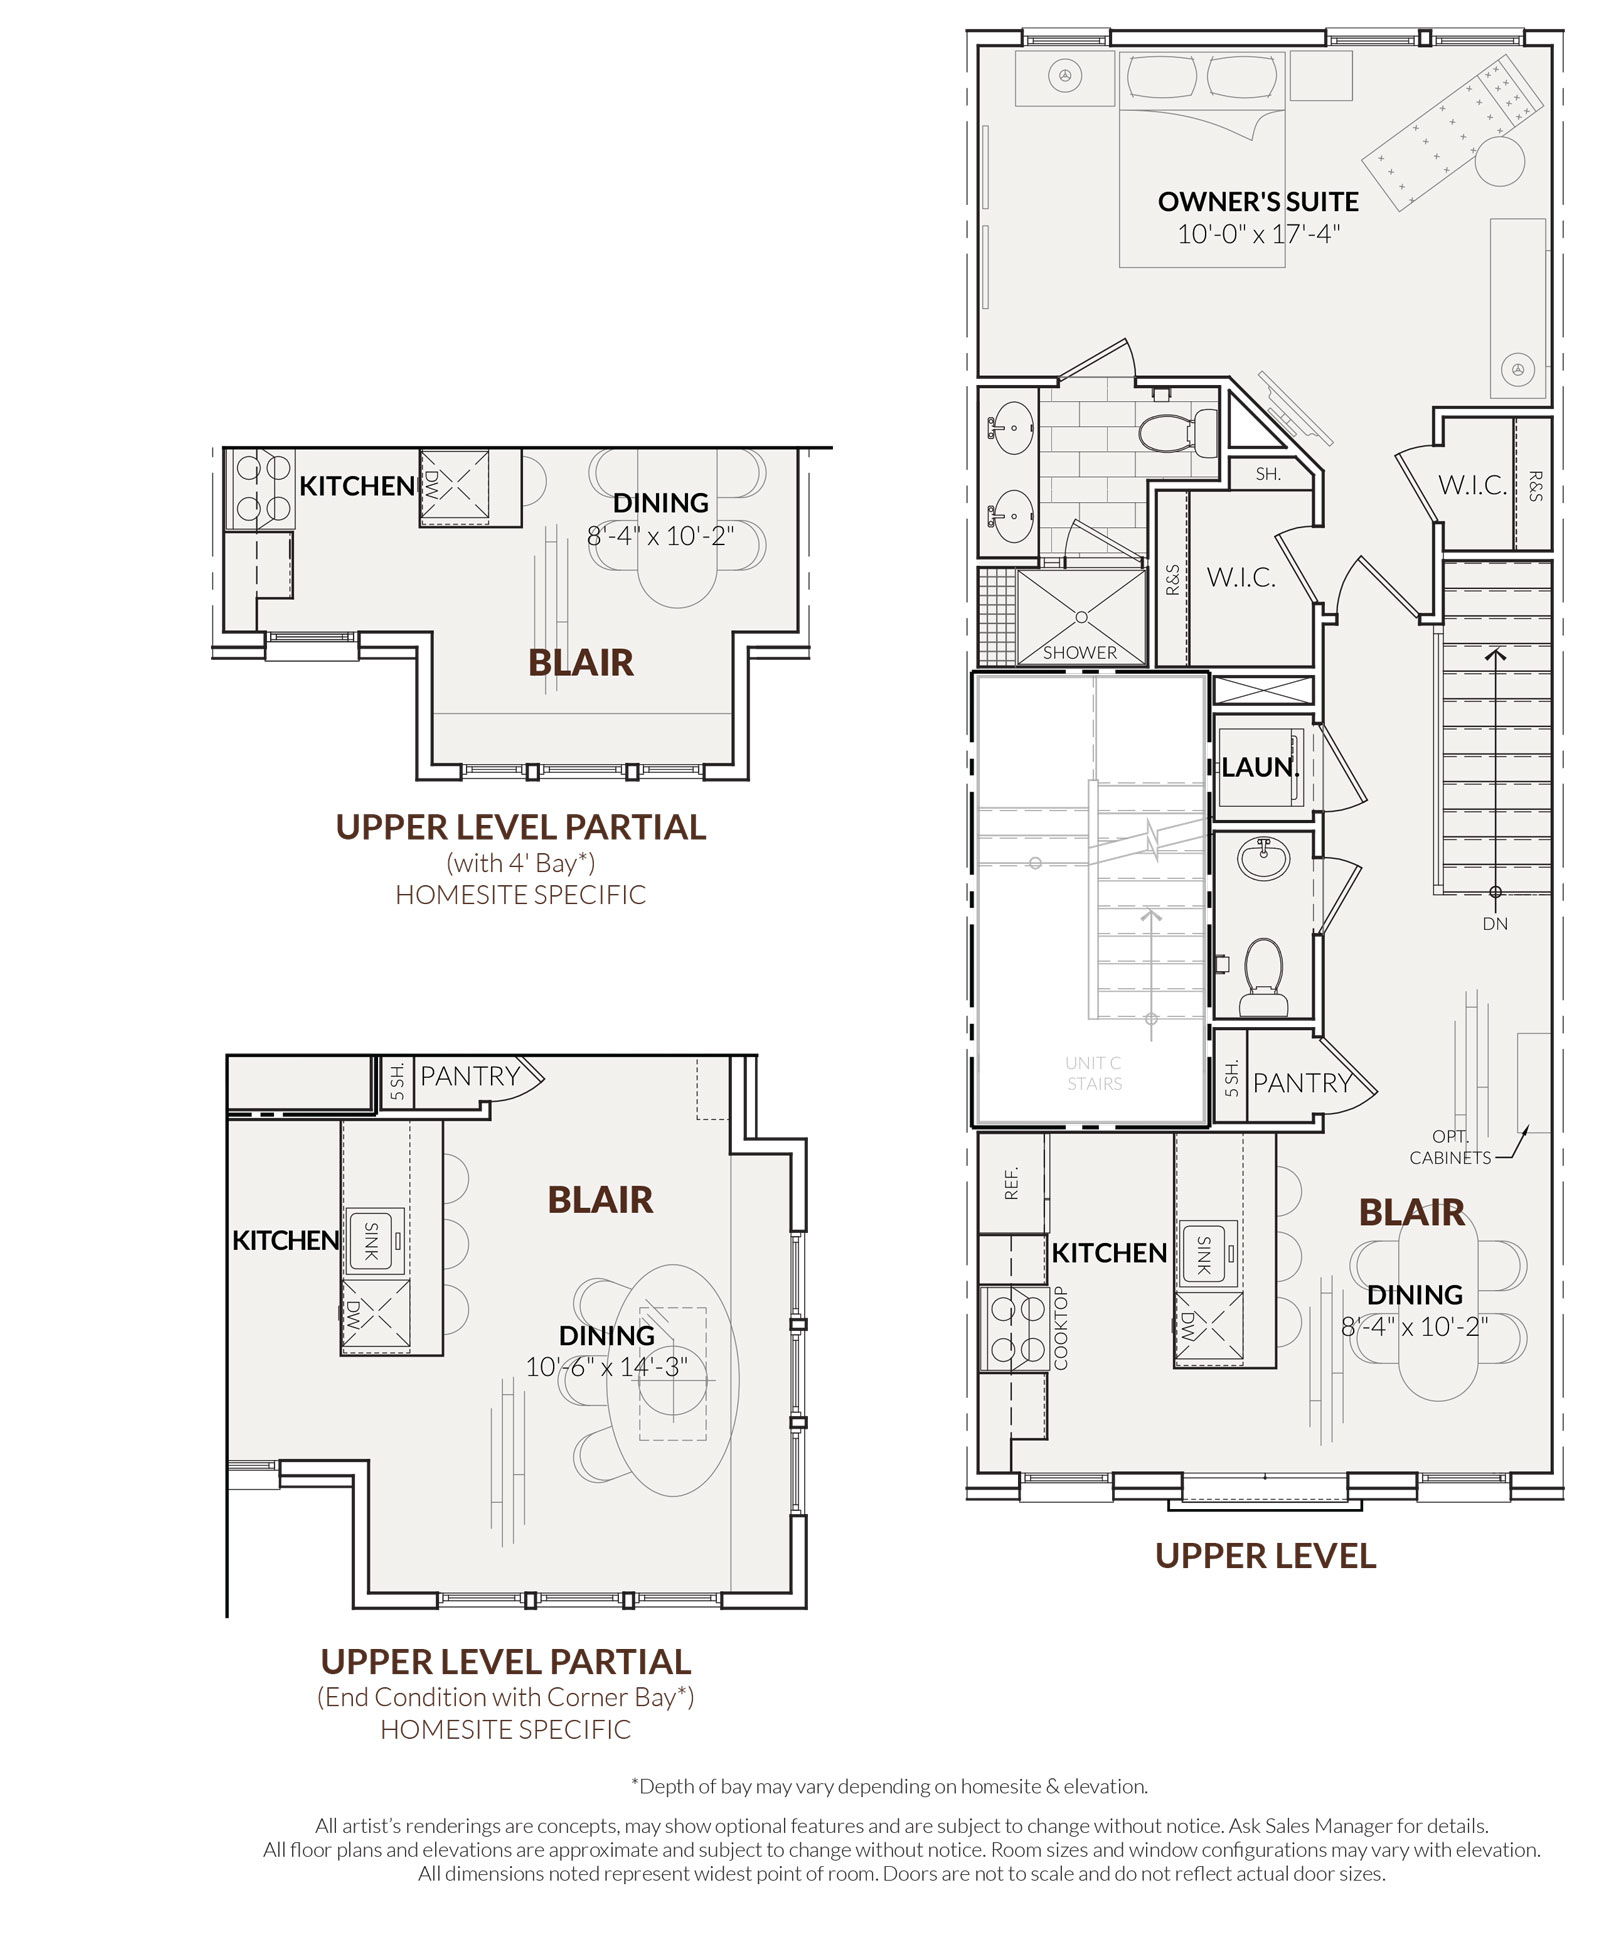 OWNER'S SUITE
10'-0" x 17'-4"
SH.
W.I.C.
R&S
R&S
W.I.C.
SHOWER
LAUN.
DN
UNIT C
STAIRS
5 SH.
PANTRY
OPT.
CABINETS
REF.
BLAIR
KITCHEN
SINK
DW
COOKTOP
DINING
8'-4" x 10'-2"
UPPER LEVEL
KITCHEN
DW
DINING
8'-4" x 10'-2"
BLAIR
UPPER LEVEL PARTIAL
(with 4' Bay*)
HOMESITE SPECIFIC
5 SH.
PANTRY
BLAIR
KITCHEN
SINK
DW
DINING
10'-6" x 14'-3"
UPPER LEVEL PARTIAL
(End Condition with Corner Bay*)
HOMESITE SPECIFIC
*Depth of bay may vary depending on homesite & elevation.
All artist’s renderings are concepts, may show optional features and are subject to change without notice. Ask Sales Manager for details.
All floor plans and elevations are approximate and subject to change without notice. Room sizes and window configurations may vary with elevation.
All dimensions noted represent widest point of room. Doors are not to scale and do not reflect actual door sizes.